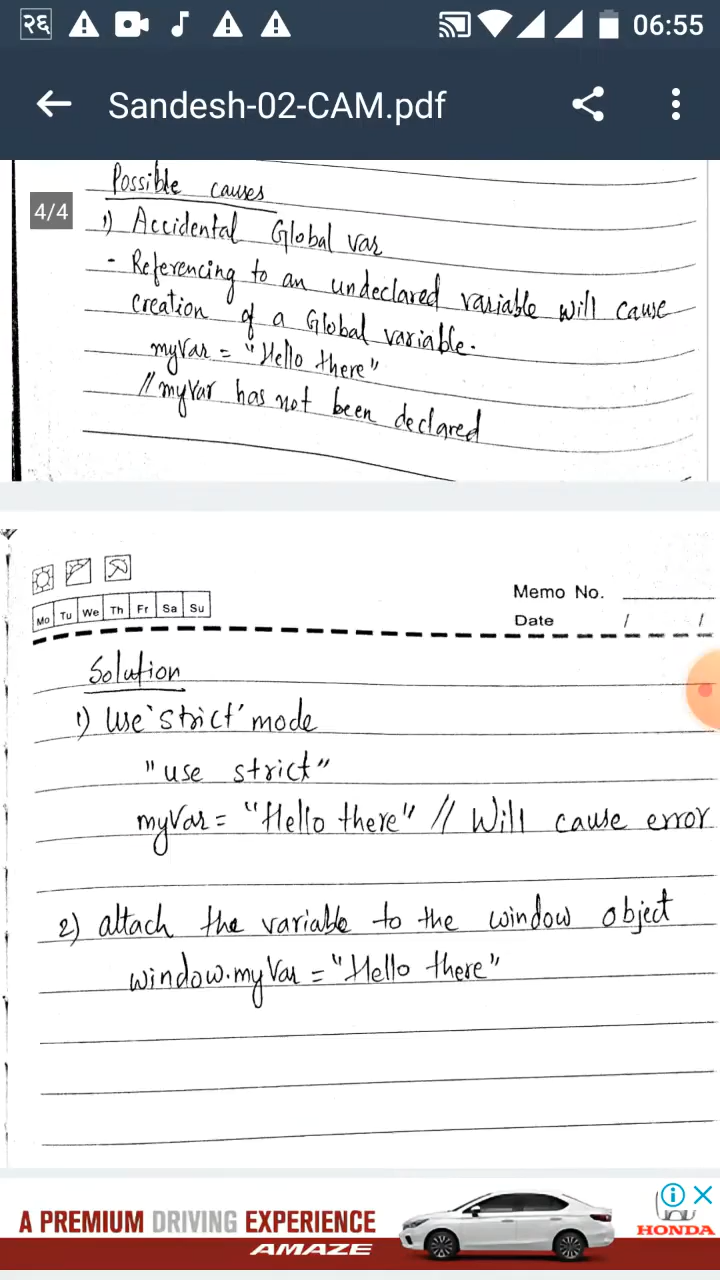 २६ 06:55
Sandesh-02-CAM.pdf
4/4
Possible causes
1) Accidental Global var
- Referencing to an undeclared variable will cause
creation of a Global variable.
myVar = "Hello there"
// myVar has not been declared
Mo Tu We Th Fr Sa Su
Memo No.
Date / /
Solution
1) Use 'strict' mode
"use strict"
myVar = "Hello there" // Will cause error
2) attach the variable to the window object
window.myVar = "Hello there"
A PREMIUM DRIVING EXPERIENCE
AMAZE
HONDA